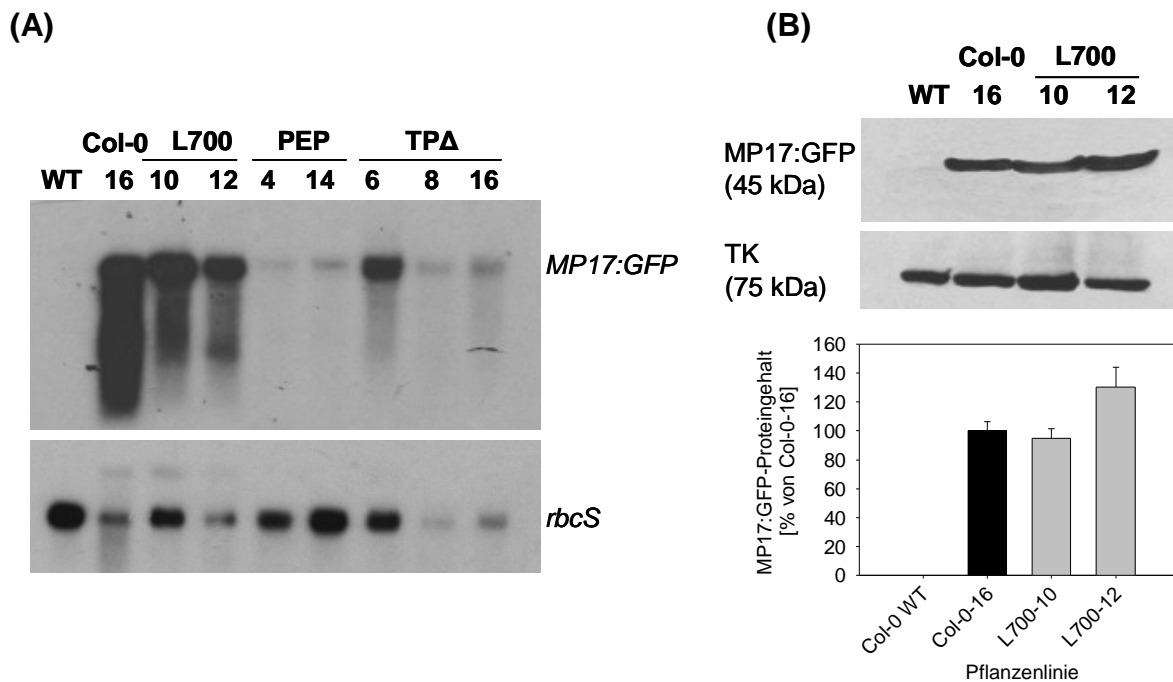 (A)
Col-0 L700 PEP TPΔ
WT 16 10 12 4 14 6 8 16
MP17:GFP
rbcS
(B)
Col-0 L700
WT 16 10 12
MP17:GFP
(45 kDa)
TK
(75 kDa)
MP17:GFP-Proteingehalt
[% von Col-0-16]
160
140
120
100
80
60
40
20
0
Col-0 WT
Col-0-16
L700-10
L700-12
Pflanzenlinie